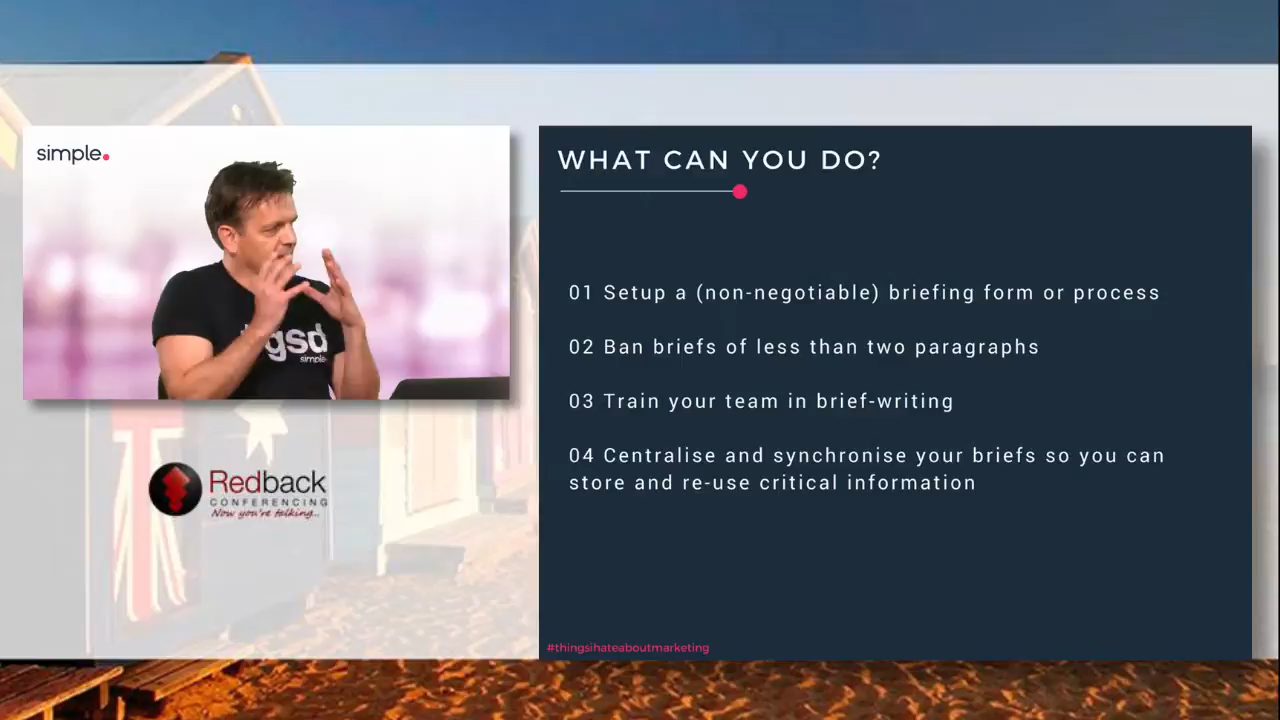 simple.
gsd
simple.
Redback
CONFERENCING
Now you're talking...
WHAT CAN YOU DO?
01 Setup a (non-negotiable) briefing form or process
02 Ban briefs of less than two paragraphs
03 Train your team in brief-writing
04 Centralise and synchronise your briefs so you can
store and re-use critical information
#thingsihateaboutmarketing